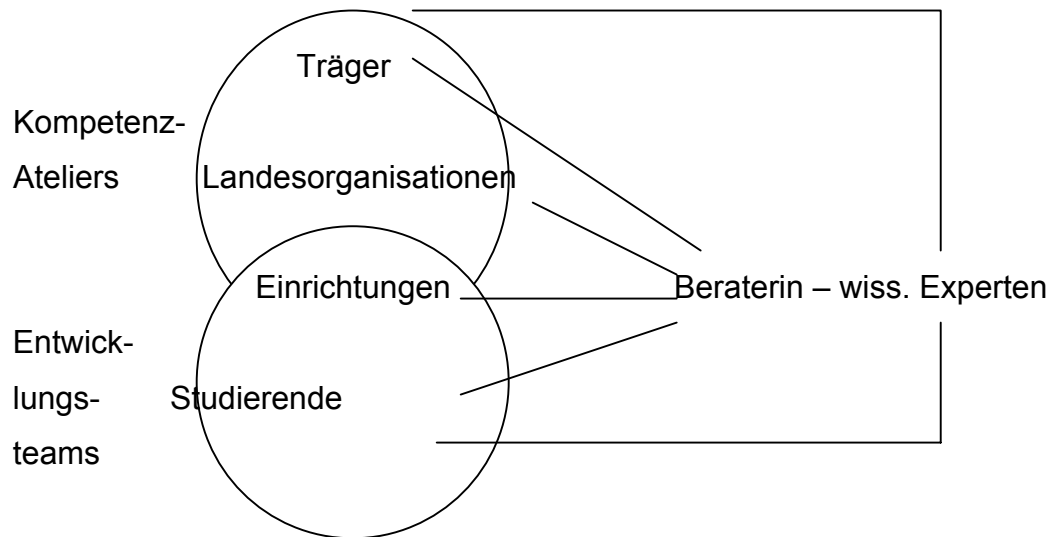 Träger
Kompetenz-
Ateliers
Landesorganisationen
Einrichtungen
Beraterin – wiss. Experten
Entwick-
lungs-
teams
Studierende